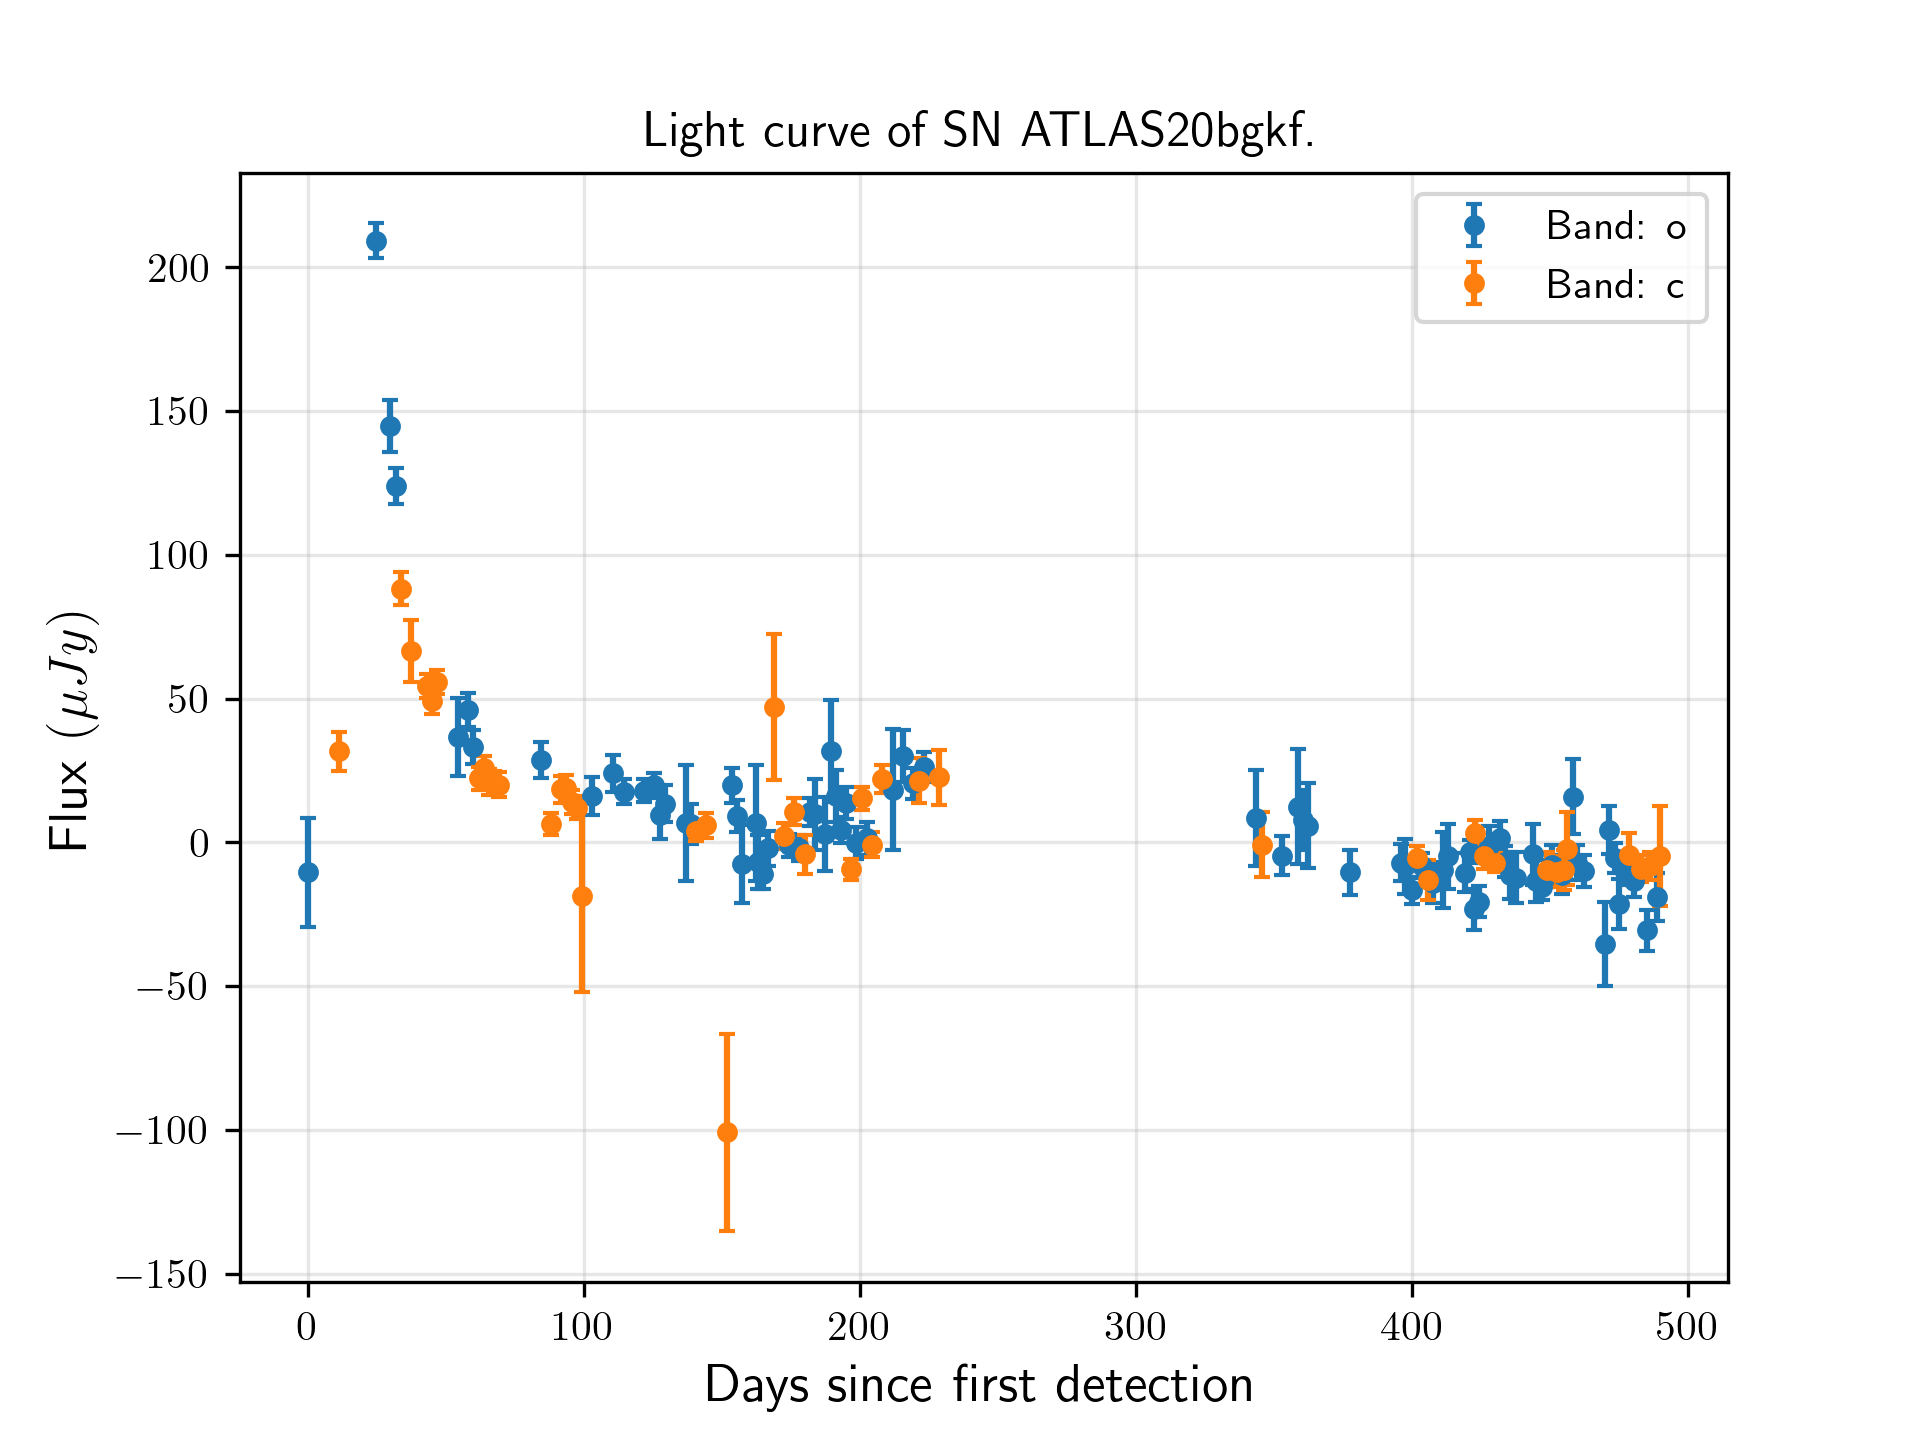 Light curve of SN ATLAS20bgkf.
Band: o
Band: c
Flux (μJy)
200
150
100
50
0
−50
−100
−150
0 100 200 300 400 500
Days since first detection